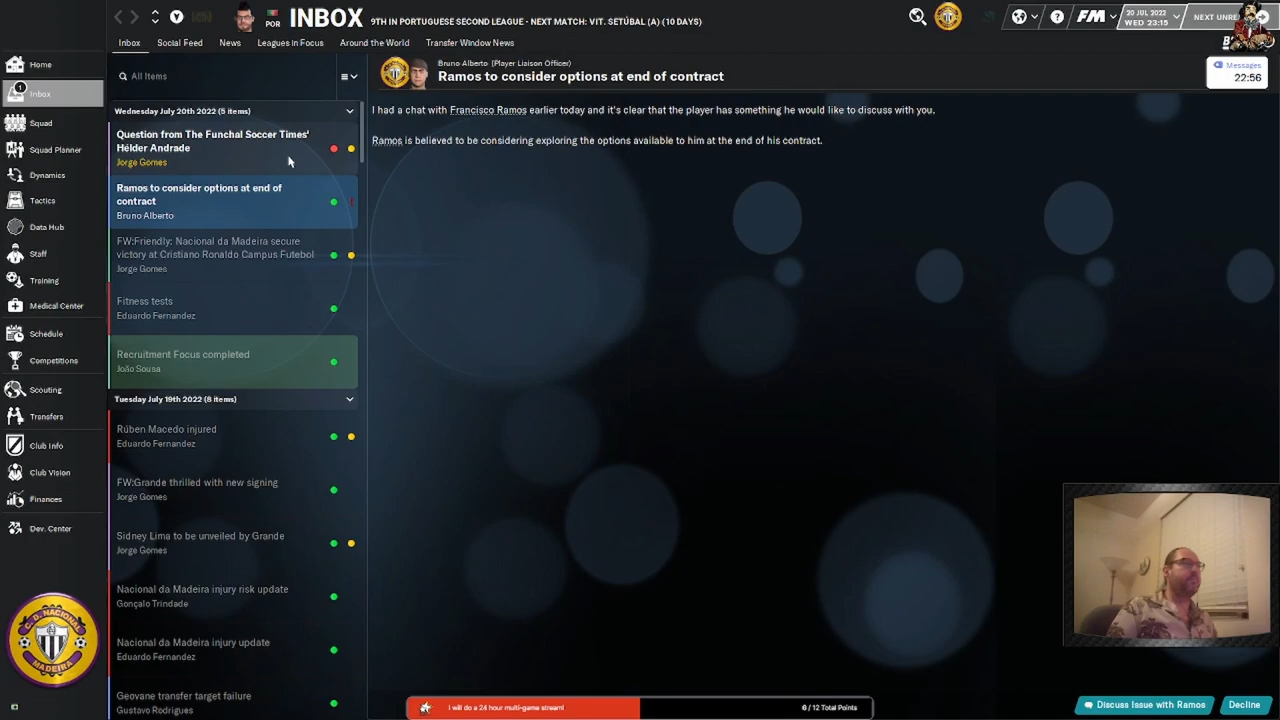 POR
INBOX
9TH IN PORTUGUESE SECOND LEAGUE - NEXT MATCH: VIT. SETÚBAL (A) (10 DAYS)
FM
20 JUL 2022
WED 23:15
NEXT UNRE
Inbox
Social Feed
News
Leagues in Focus
Around the World
Transfer Window News
Home
1
Inbox
Squad
Squad Planner
Dynamics
Tactics
Data Hub
Staff
Training
Medical Center
Schedule
Competitions
Scouting
Transfers
Club Info
Club Vision
Finances
Dev. Center
All Items
Wednesday July 20th 2022 (5 items)
Question from The Funchal Soccer Times'
Hélder Andrade
Jorge Gomes
Ramos to consider options at end of
contract
Bruno Alberto
FW:Friendly: Nacional da Madeira secure
victory at Cristiano Ronaldo Campus Futebol
Jorge Gomes
Fitness tests
Eduardo Fernandez
Recruitment Focus completed
João Sousa
Tuesday July 19th 2022 (8 items)
Rúben Macedo injured
Eduardo Fernandez
FW:Grande thrilled with new signing
Jorge Gomes
Sidney Lima to be unveiled by Grande
Jorge Gomes
Nacional da Madeira injury risk update
Gonçalo Trindade
Nacional da Madeira injury update
Eduardo Fernandez
Geovane transfer target failure
Gustavo Rodrigues
Bruno Alberto (Player Liaison Officer)
Ramos to consider options at end of contract
Messages
22:56
I had a chat with Francisco Ramos earlier today and it's clear that the player has something he would like to discuss with you.
Ramos is believed to be considering exploring the options available to him at the end of his contract.
I will do a 24 hour multi-game stream!
6 / 12 Total Points
Discuss Issue with Ramos
Decline